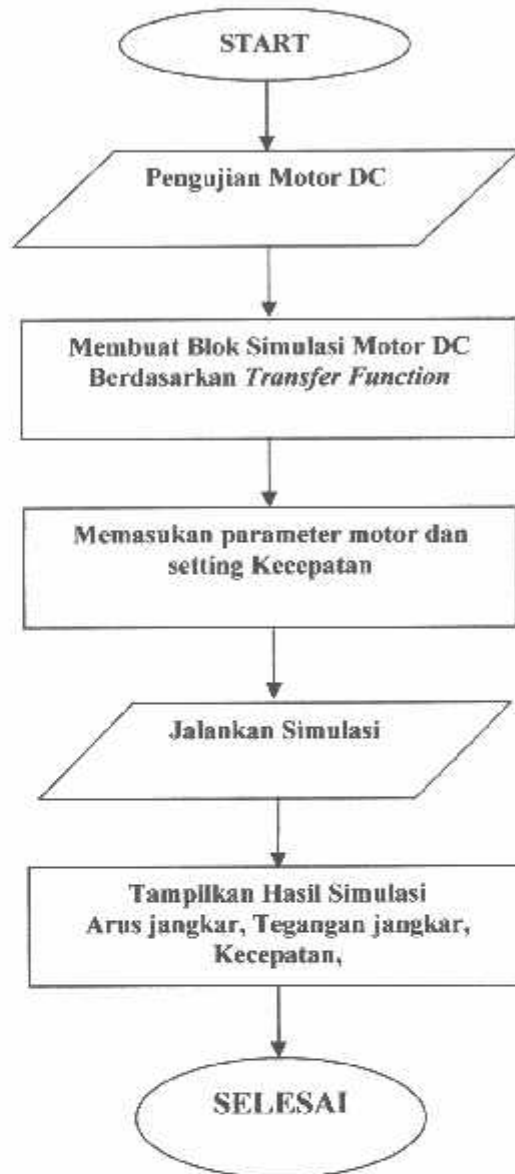 START
Pengujian Motor DC
Membuat Blok Simulasi Motor DC
Berdasarkan Transfer Function
Memasukan parameter motor dan
setting Kecepatan
Jalankan Simulasi
Tampilkan Hasil Simulasi
Arus jangkar, Tegangan jangkar,
Kecepatan,
SELESAI